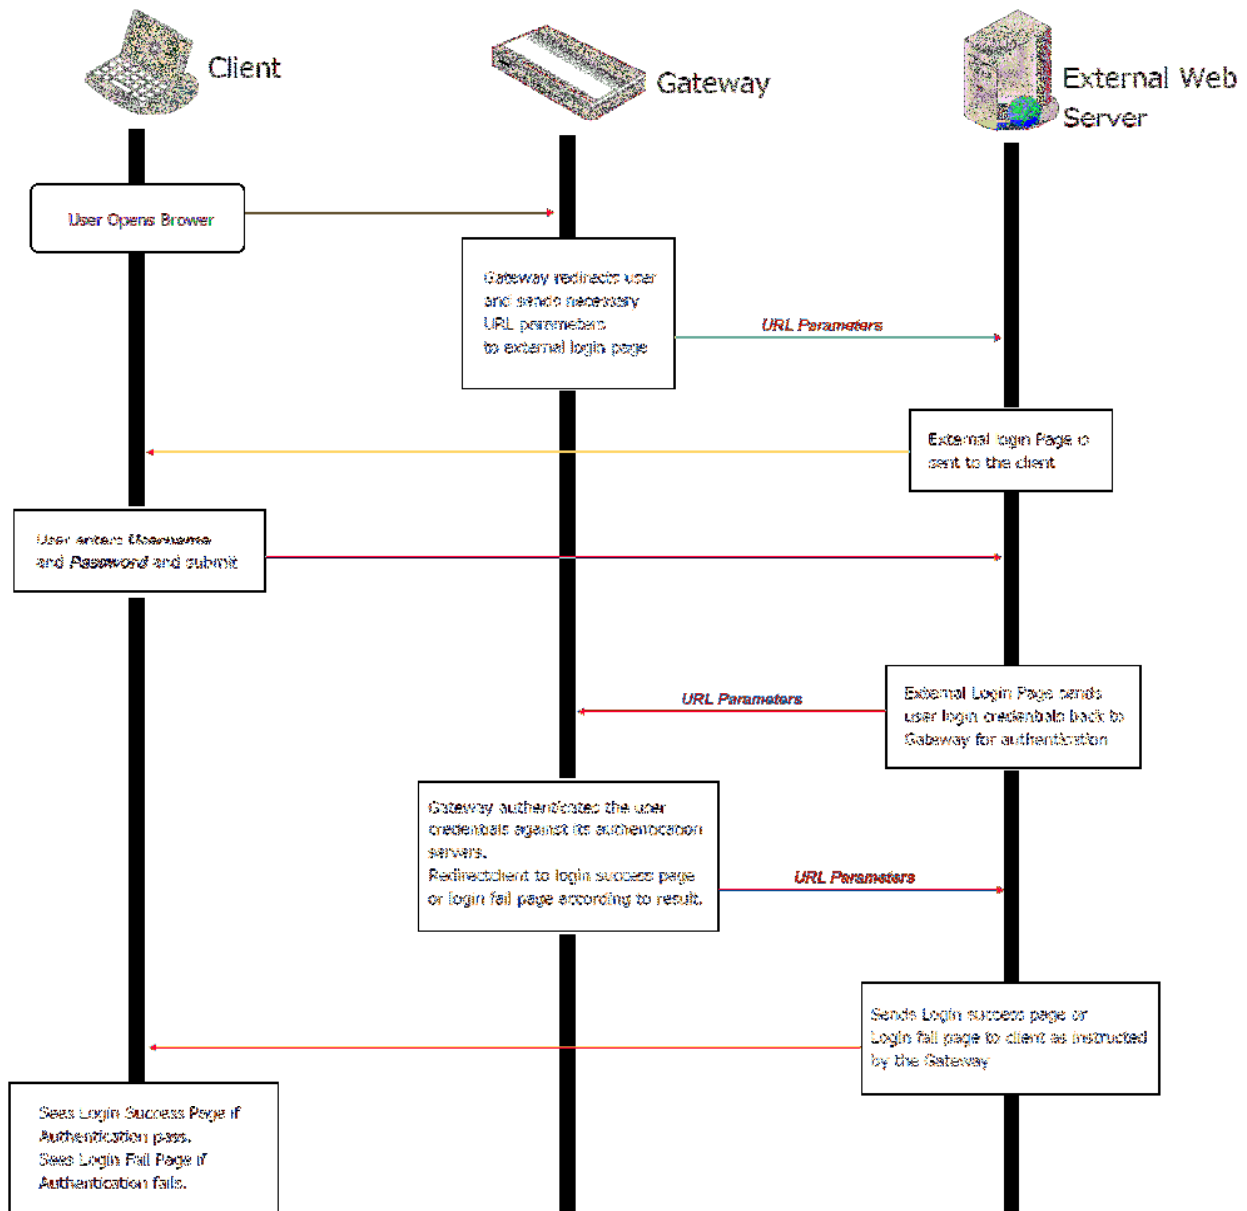 Client
Gateway
External Web
Server
User Opens Brower
Gateway redirects user
and sends necessary
URL parameters
to external login page
URL Parameters
External login Page is
sent to the client
User enters Username
and Password and submit
URL Parameters
External Login Page sends
user login credentials back to
Gateway for authentication
Gateway authenticates the user
credentials against its authentication
servers.
Redirectclient to login success page
or login fail page according to result.
URL Parameters
Sends Login success page or
Login fail page to client as instructed
by the Gateway
Sees Login Success Page if
Authentication pass.
Sees Login Fail Page if
Authentication fails.